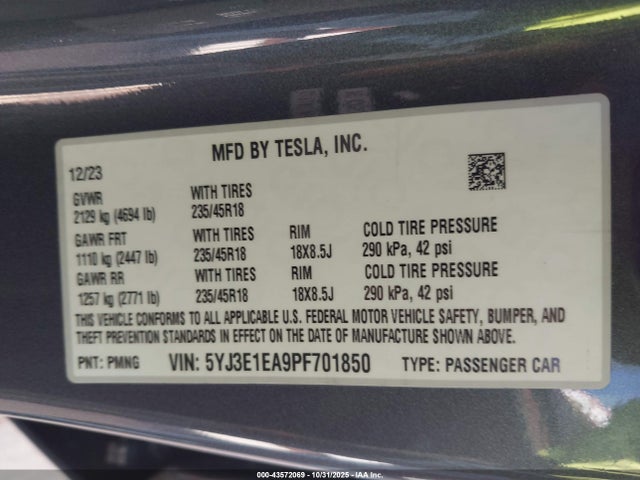 MFD BY TESLA, INC.
12/23
GVWR WITH TIRES
2129 kg (4694 lb) 235/45R18
GAWR FRT WITH TIRES RIM COLD TIRE PRESSURE
1110 kg (2447 lb) 235/45R18 18X8.5J 290 kPa, 42 psi
GAWR RR WITH TIRES RIM COLD TIRE PRESSURE
1257 kg (2771 lb) 235/45R18 18X8.5J 290 kPa, 42 psi
THIS VEHICLE CONFORMS TO ALL APPLICABLE U.S. FEDERAL MOTOR VEHICLE SAFETY, BUMPER, AND
THEFT PREVENTION STANDARDS IN EFFECT ON THE DATE OF MANUFACTURE SHOWN ABOVE.
PNT: PMNG VIN: 5YJ3E1EA9PF701850 TYPE: PASSENGER CAR
000-43572069 - 10/31/2025 - IAA Inc.